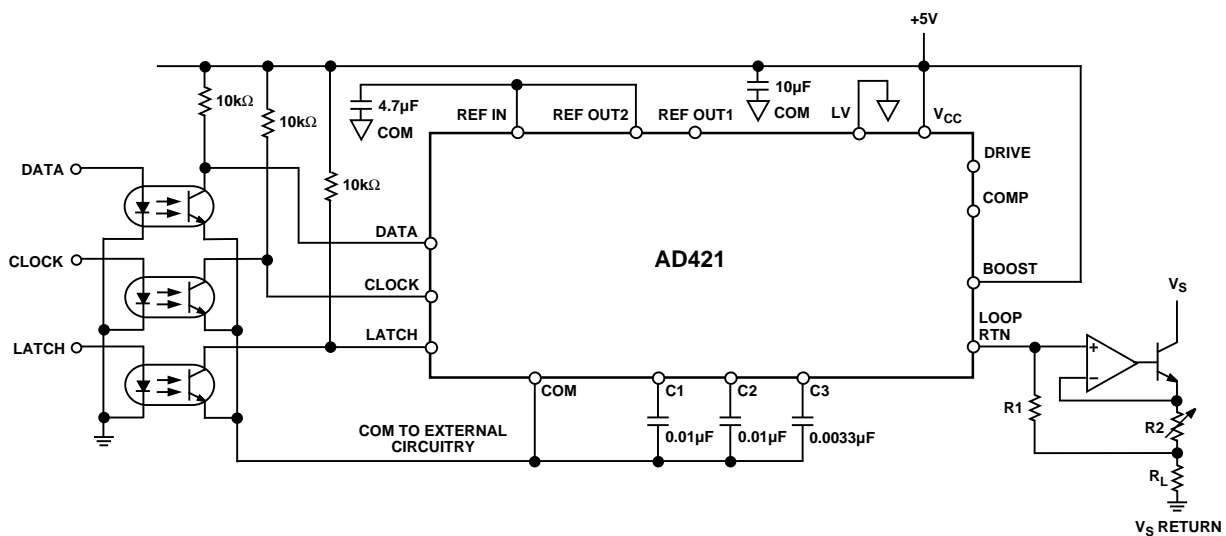 +5V
10kΩ
10kΩ
10kΩ
4.7µF
COM
REF IN
REF OUT2
REF OUT1
10µF
COM
LV
VCC
DRIVE
COMP
BOOST
LOOP
RTN
DATA
CLOCK
LATCH
DATA
CLOCK
LATCH
AD421
COM
C1
C2
C3
0.01µF
0.01µF
0.0033µF
COM TO EXTERNAL
CIRCUITRY
VS
+
–
R1
R2
RL
VS RETURN